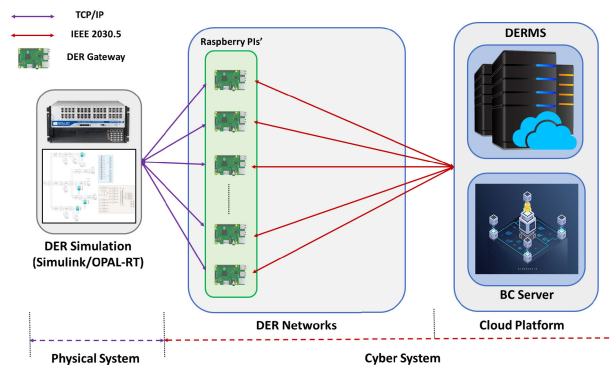 TCP/IP
IEEE 2030.5
DER Gateway
Raspberry PIs'
DERMS
DER Simulation
(Simulink/OPAL-RT)
BC Server
DER Networks
Cloud Platform
Physical System
Cyber System